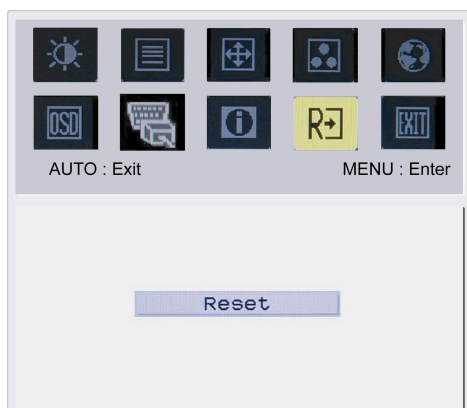 OSD
i
R
EXIT
AUTO : Exit
MENU : Enter
Reset